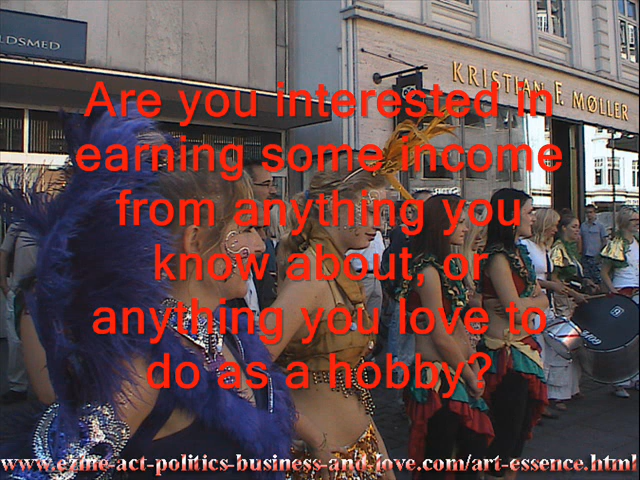 LDSMED
KRISTIAN F. MØLLER
Are you interested in
earning some income
from anything you
know about, or
anything you love to
do as a hobby?
www.ezine-act-politics-business-and-love.com/art-essence.html